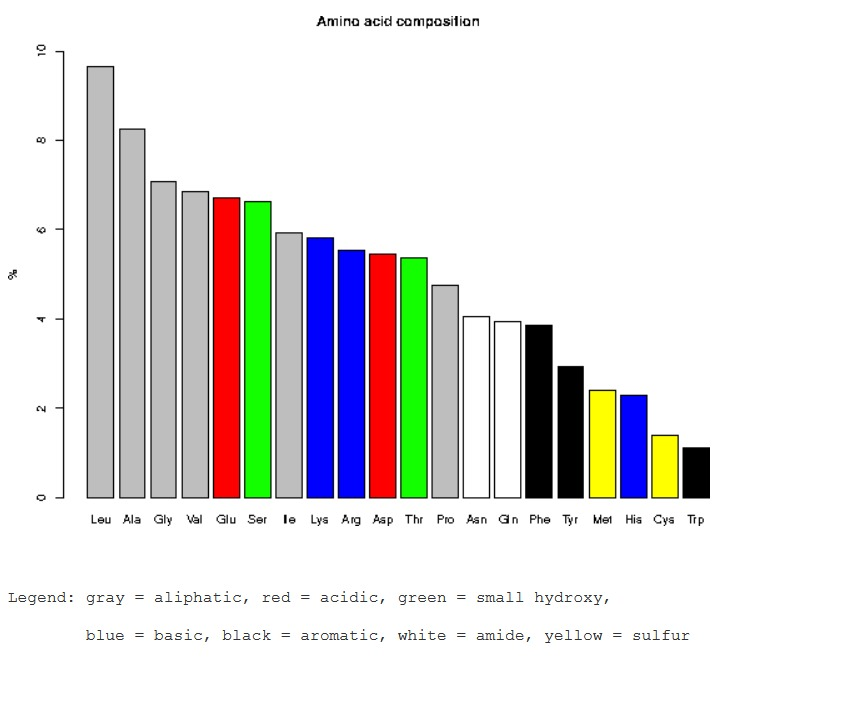 Amino acid composition
10
8
6
4
2
0
%
Leu Ala Gly Val Glu Ser Ile Lys Arg Asp Thr Pro Asn Gln Phe Tyr Met His Cys Trp
Legend: gray = aliphatic, red = acidic, green = small hydroxy,
blue = basic, black = aromatic, white = amide, yellow = sulfur